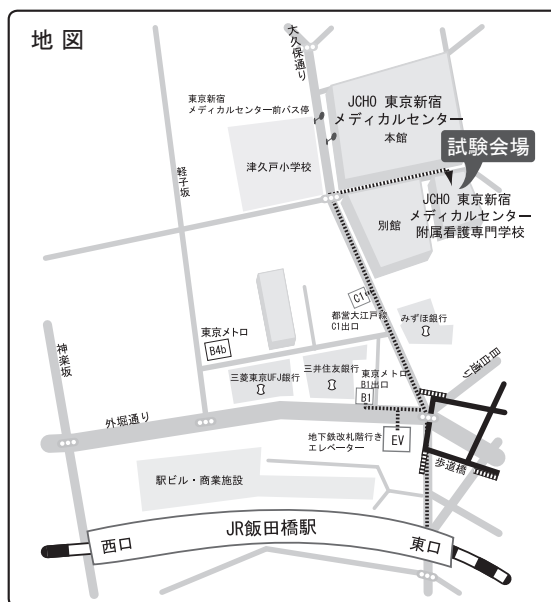 地図
大久保通り
東京新宿
メディカルセンター前バス停
JCHO 東京新宿
メディカルセンター
本館
試験会場
津久戸小学校
軽子坂
JCHO 東京新宿
メディカルセンター
附属看護専門学校
別館
C1
都営大江戸線
C1出口
みずほ銀行
東京メトロ
B4b
神楽坂
目白通り
三菱東京UFJ銀行
三井住友銀行
東京メトロ
B1出口
B1
外堀通り
地下鉄改札階行き
エレベーター
EV
歩道橋
駅ビル・商業施設
西口
JR飯田橋駅
東口